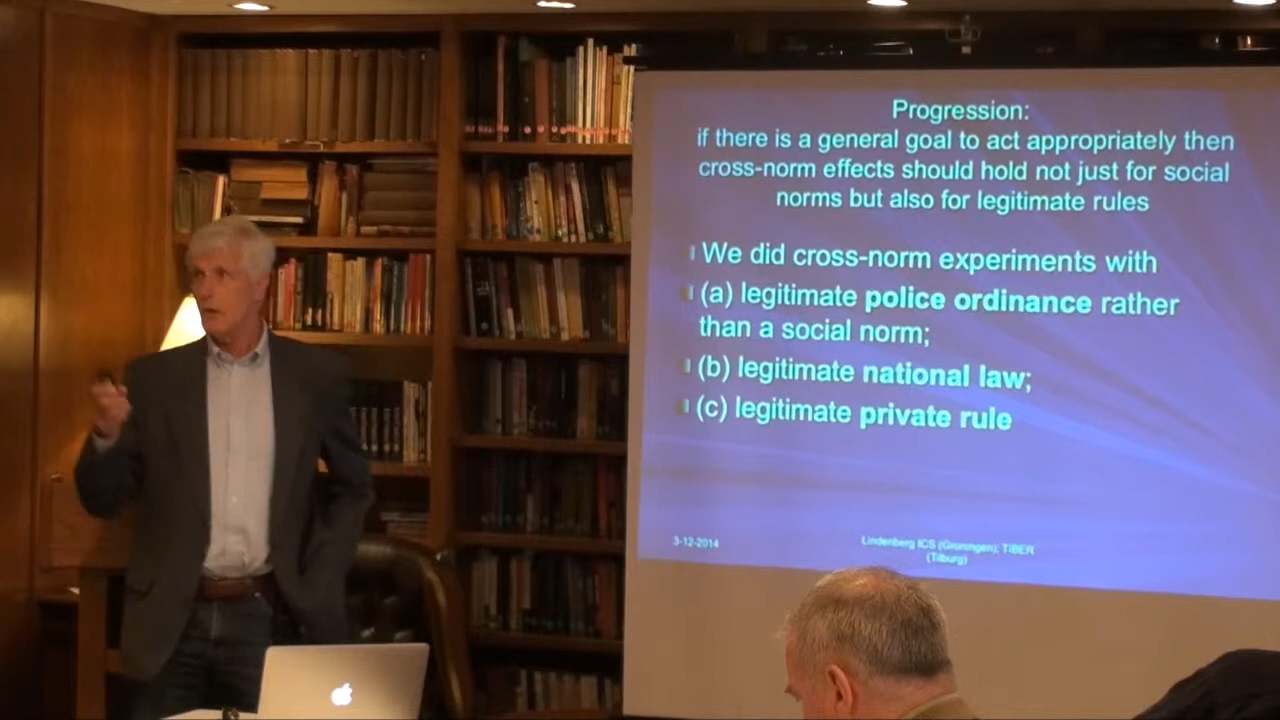 Progression:
if there is a general goal to act appropriately then
cross-norm effects should hold not just for social
norms but also for legitimate rules
We did cross-norm experiments with
(a) legitimate police ordinance rather
than a social norm;
(b) legitimate national law;
(c) legitimate private rule
3-12-2014
Lindenberg ICS (Groningen); TIBER
(Tilburg)